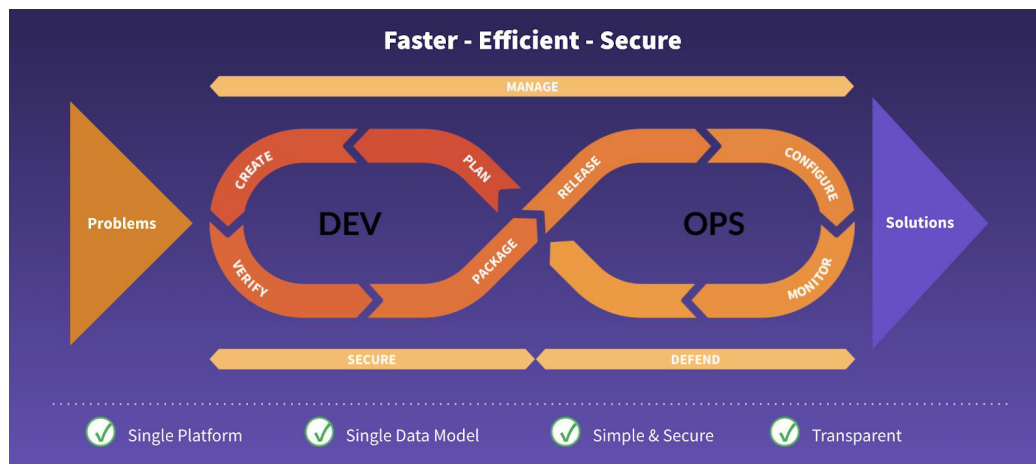 Faster - Efficient - Secure
MANAGE
Problems
CREATE
PLAN
DEV
VERIFY
PACKAGE
RELEASE
CONFIGURE
OPS
MONITOR
Solutions
SECURE
DEFEND
Single Platform
Single Data Model
Simple & Secure
Transparent